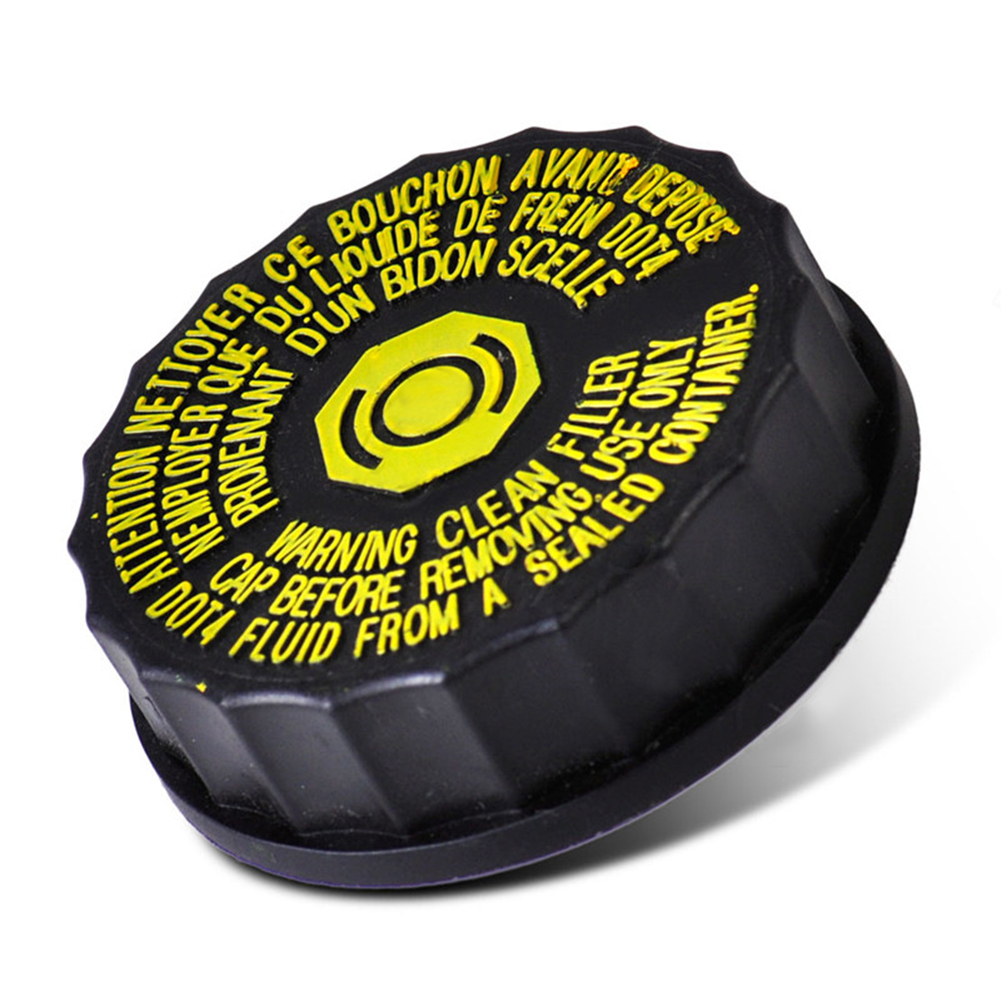 ATTENTION NETTOYER CE BOUCHON AVANT DEPOSE
NEMPLOYER QUE DU LIQUIDE DE FREIN DOT4
PROVENANT D'UN BIDON SCELLE
WARNING CLEAN FILLER
CAP BEFORE REMOVING USE ONLY
DOT4 FLUID FROM A SEALED CONTAINER.